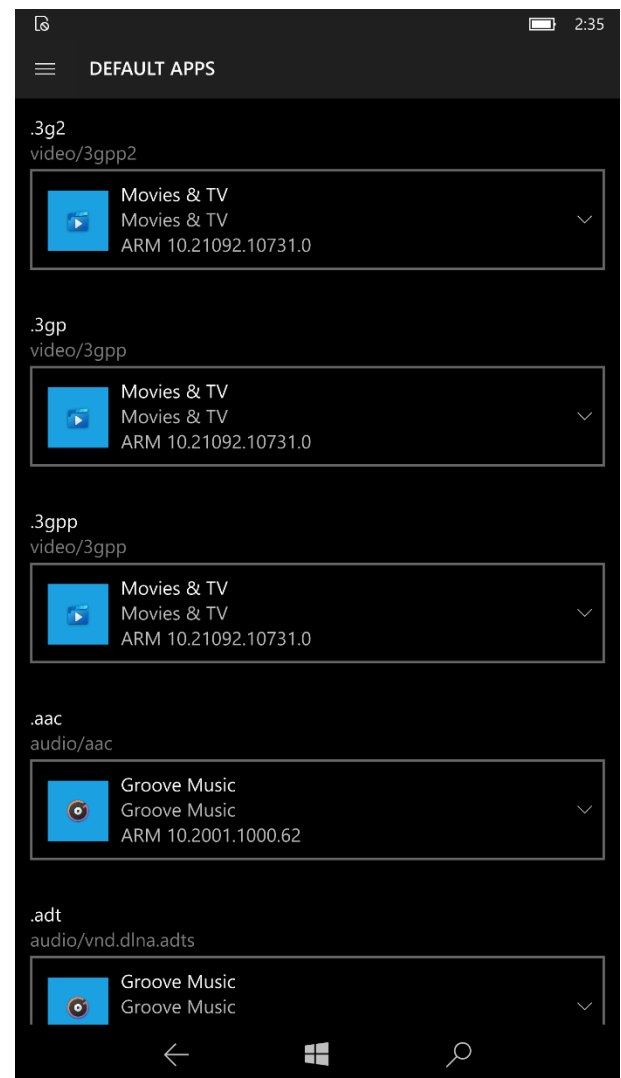 2:35
DEFAULT APPS
.3g2
video/3gpp2
Movies & TV
Movies & TV
ARM 10.21092.10731.0
.3gp
video/3gpp
Movies & TV
Movies & TV
ARM 10.21092.10731.0
.3gpp
video/3gpp
Movies & TV
Movies & TV
ARM 10.21092.10731.0
.aac
audio/aac
Groove Music
Groove Music
ARM 10.2001.1000.62
.adt
audio/vnd.dlna.adts
Groove Music
Groove Music